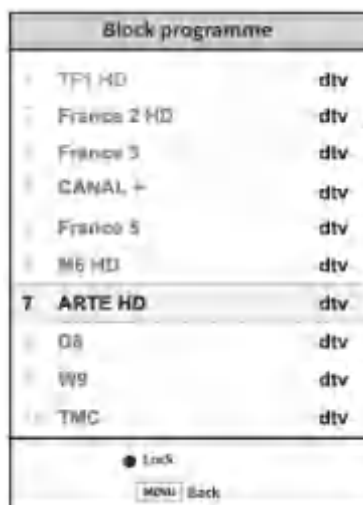 Block programme
TF1 HD dtv
France 2 HD dtv
France 3 dtv
CANAL + dtv
France 5 dtv
M6 HD dtv
7 ARTE HD dtv
D8 dtv
W9 dtv
TMC dtv
Lock
MENU Back